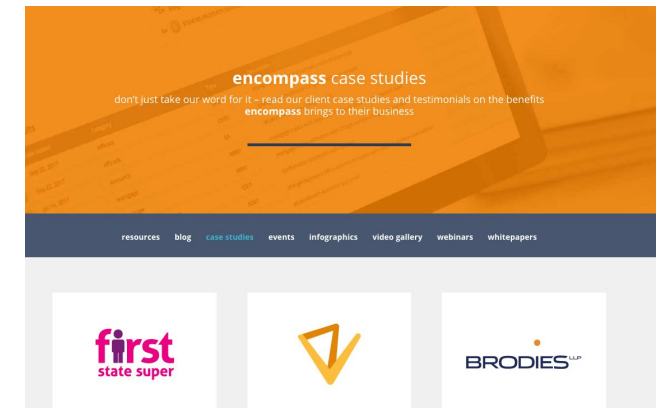 encompass case studies
don't just take our word for it – read our client case studies and testimonials on the benefits
encompass brings to their business
resources blog case studies events infographics video gallery webinars whitepapers
first
state super
BRODIES LLP